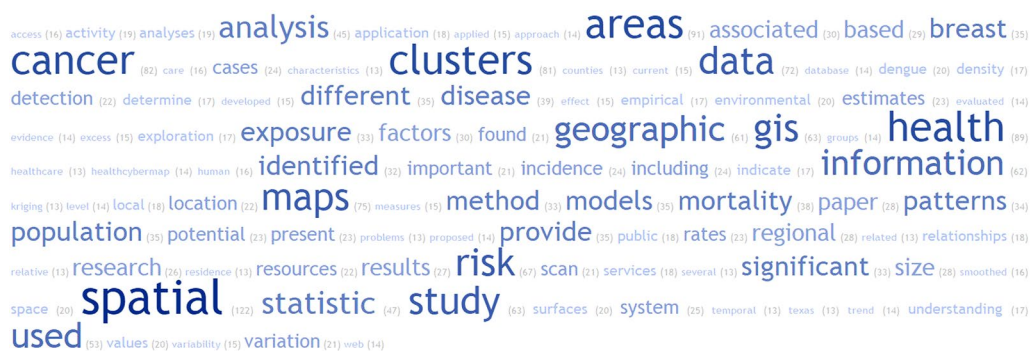 access (16) activity (19) analyses (19) analysis (45) application (18) applied (15) approach (14) areas (91) associated (30) based (29) breast (35)
cancer (82) care (16) cases (24) characteristics (13) clusters (81) counties (13) current (15) data (72) database (14) dengue (20) density (17)
detection (22) determine (17) developed (15) different (35) disease (39) effect (15) empirical (17) environmental (20) estimates (23) evaluated (14)
evidence (14) excess (15) exploration (17) exposure (33) factors (30) found (21) geographic (61) gis (63) groups (14) health (89)
healthcare (13) healthcybermap (14) human (16) identified (32) important (21) incidence (24) including (24) indicate (17) information (62)
kriging (13) level (14) local (18) location (22) maps (75) measures (15) method (33) models (35) mortality (38) paper (28) patterns (34)
population (35) potential (23) present (23) problems (13) proposed (14) provide (35) public (18) rates (23) regional (28) related (13) relationships (18)
relative (13) research (26) residence (13) resources (22) results (27) risk (67) scan (21) services (18) several (13) significant (33) size (28) smoothed (16)
space (20) spatial (122) statistic (47) study (63) surfaces (20) system (25) temporal (13) texas (13) trend (14) understanding (17)
used (53) values (20) variability (15) variation (21) web (14)